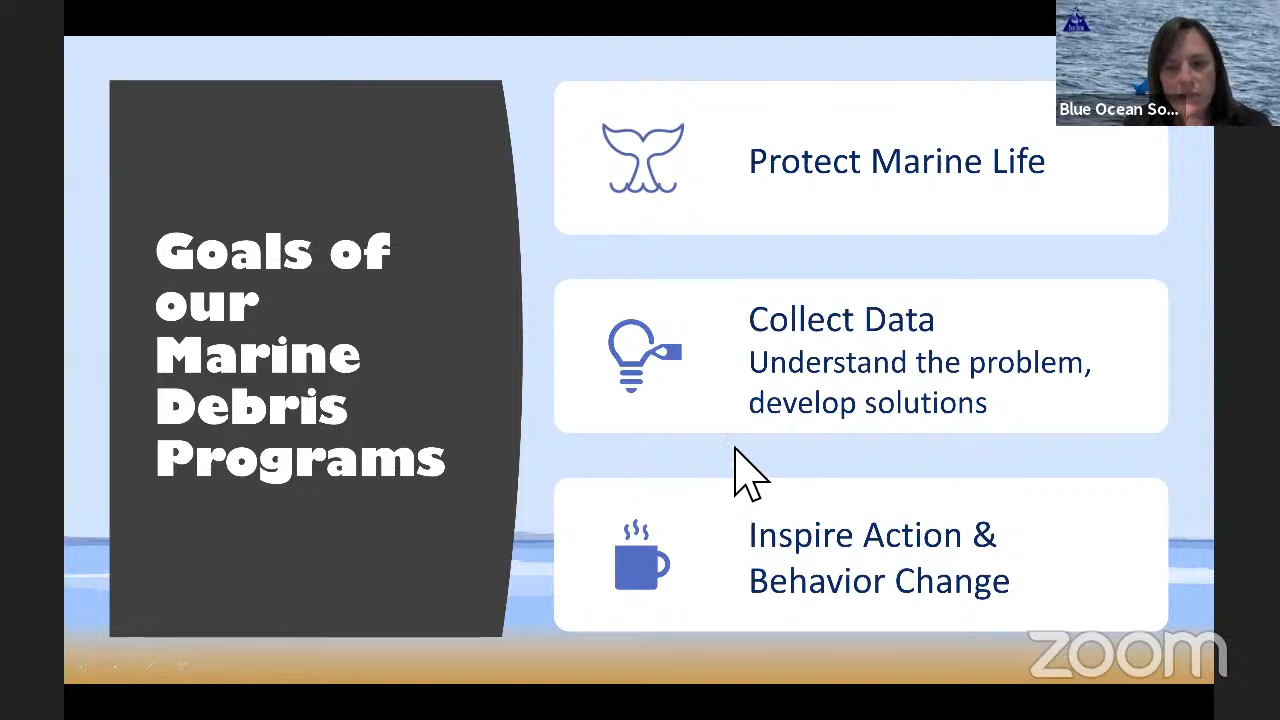 Goals of
our
Marine
Debris
Programs
Protect Marine Life
Collect Data
Understand the problem,
develop solutions
Inspire Action &
Behavior Change
Blue Ocean So...
zoom